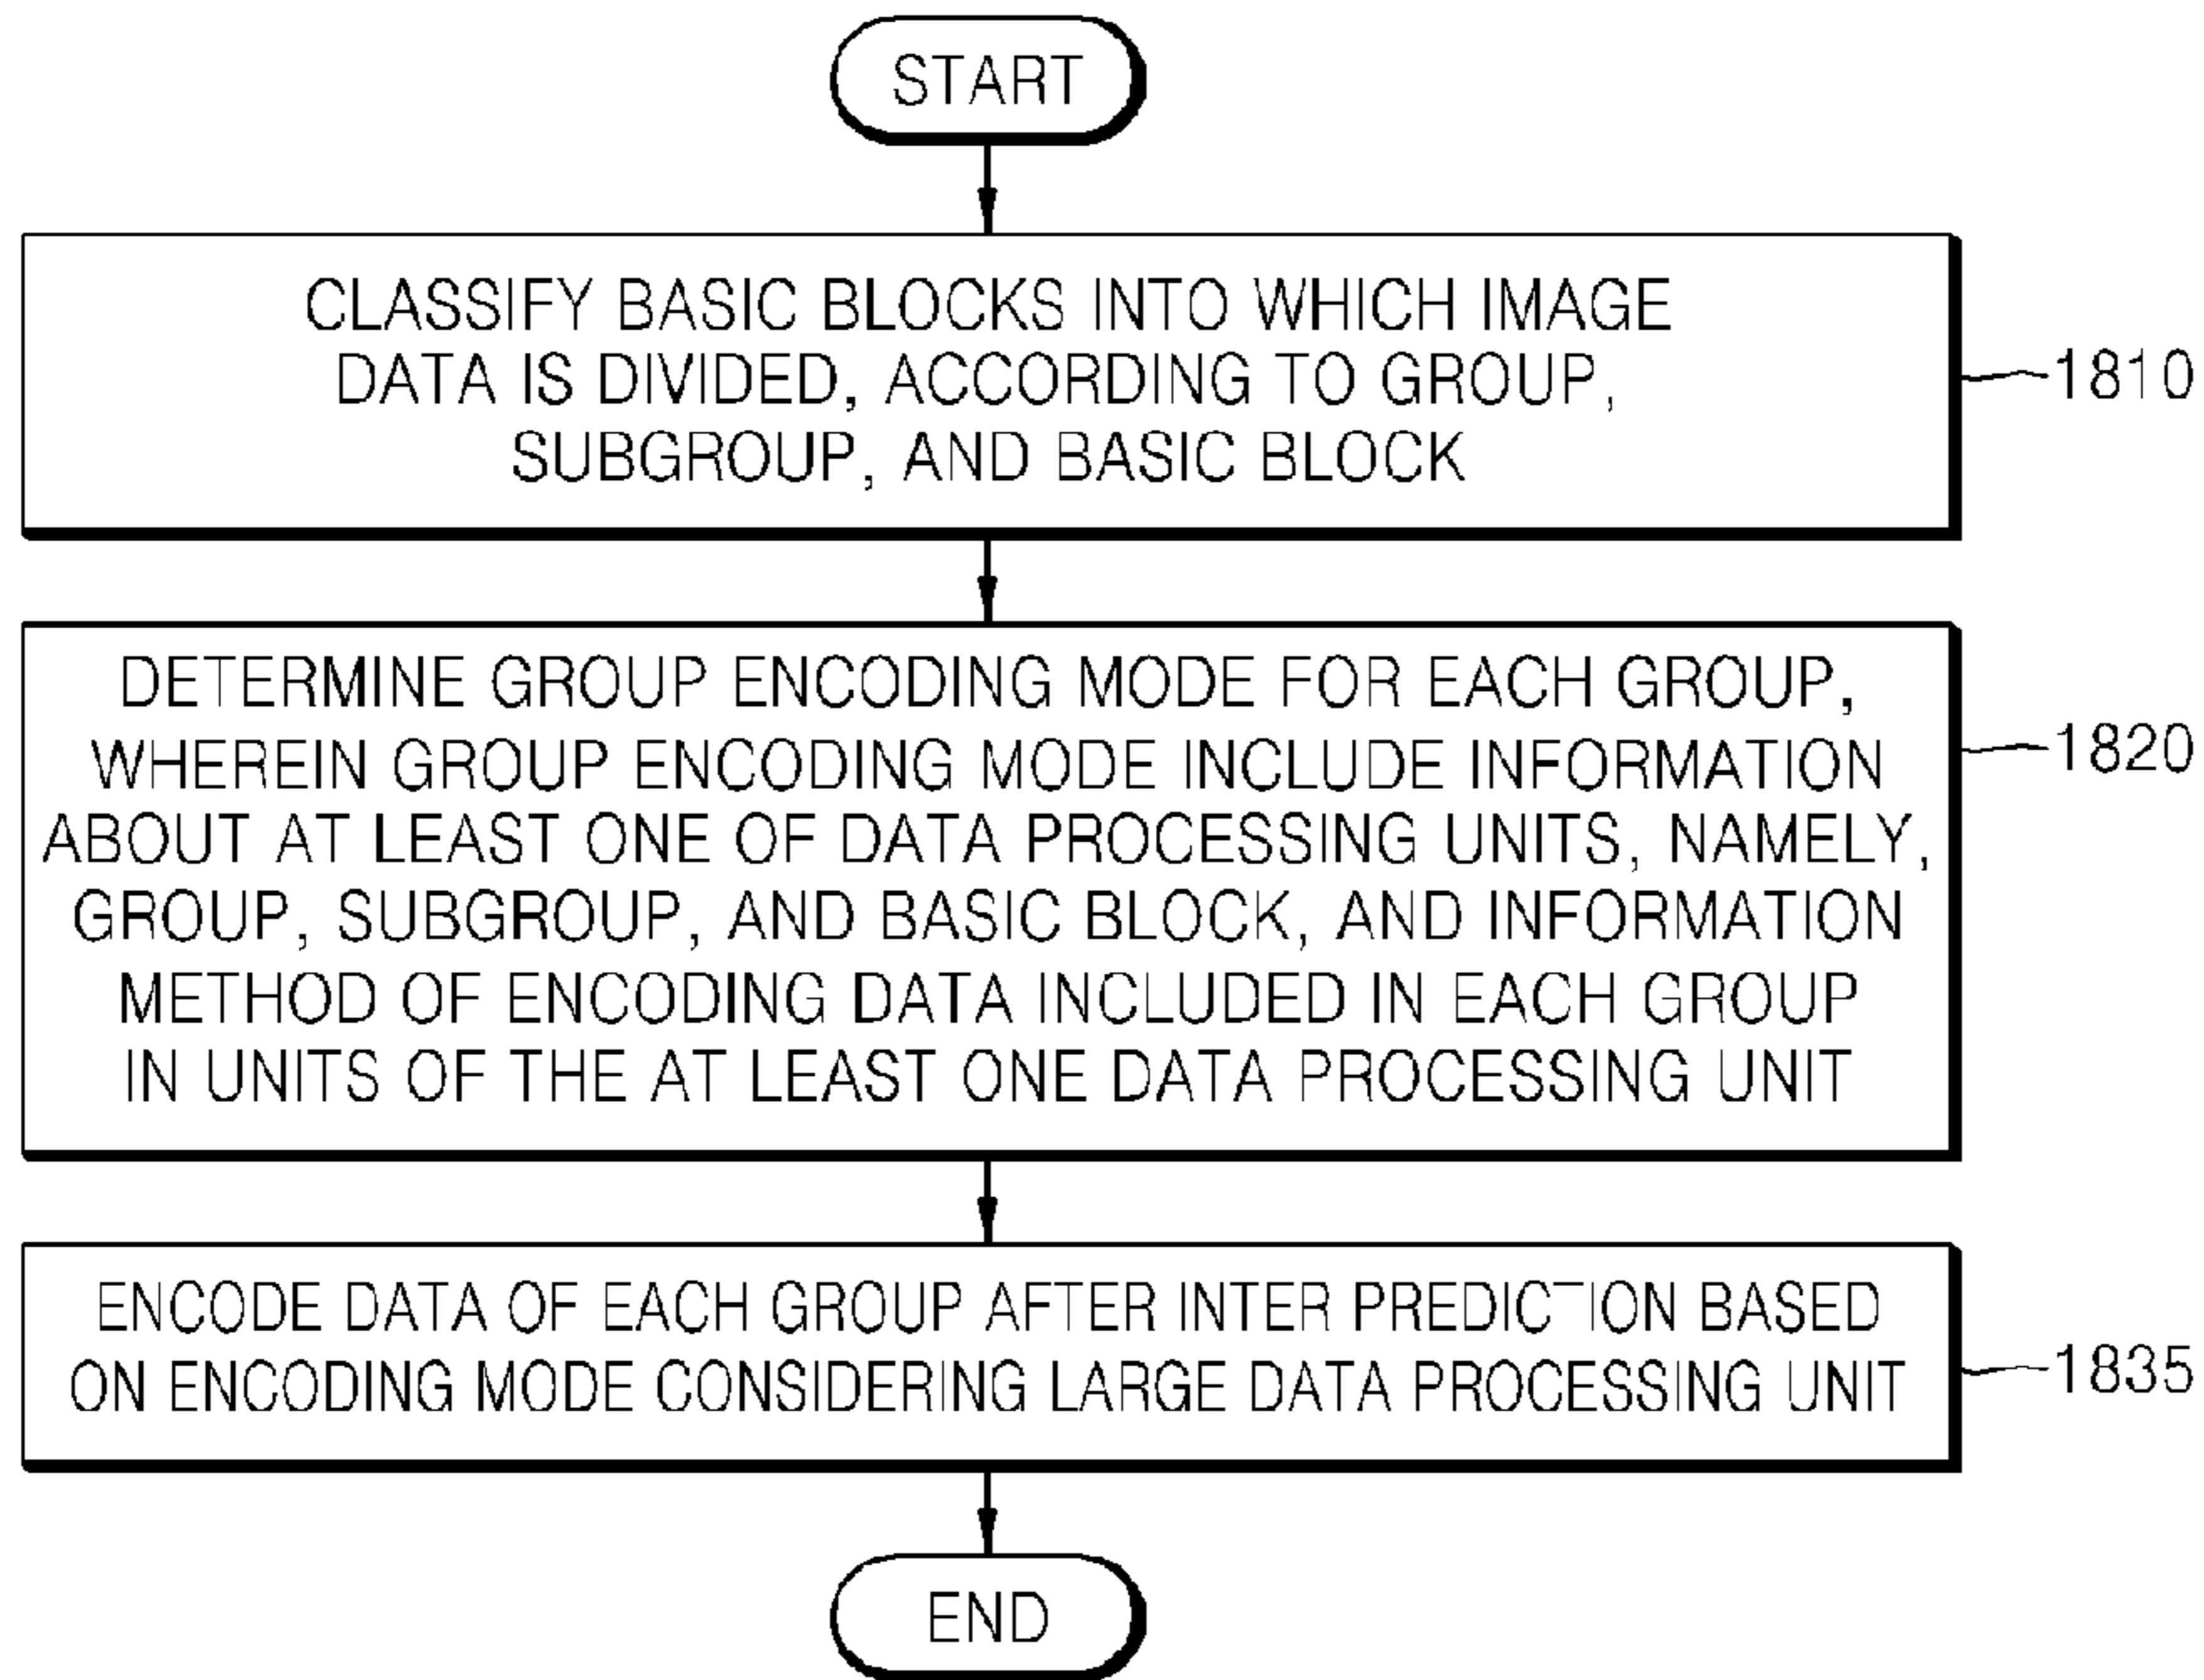 START
CLASSIFY BASIC BLOCKS INTO WHICH IMAGE
DATA IS DIVIDED, ACCORDING TO GROUP,
SUBGROUP, AND BASIC BLOCK
1810
DETERMINE GROUP ENCODING MODE FOR EACH GROUP,
WHEREIN GROUP ENCODING MODE INCLUDE INFORMATION
ABOUT AT LEAST ONE OF DATA PROCESSING UNITS, NAMELY,
GROUP, SUBGROUP, AND BASIC BLOCK, AND INFORMATION
METHOD OF ENCODING DATA INCLUDED IN EACH GROUP
IN UNITS OF THE AT LEAST ONE DATA PROCESSING UNIT
1820
ENCODE DATA OF EACH GROUP AFTER INTER PREDICTION BASED
ON ENCODING MODE CONSIDERING LARGE DATA PROCESSING UNIT
1835
END